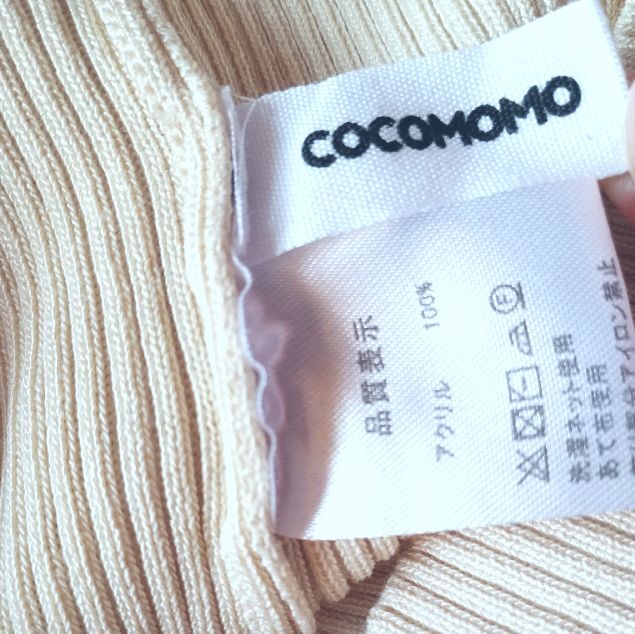 COCOMOMO
品質表示
アクリル 100%
洗濯ネット使用
あて布使用
アイロン禁止